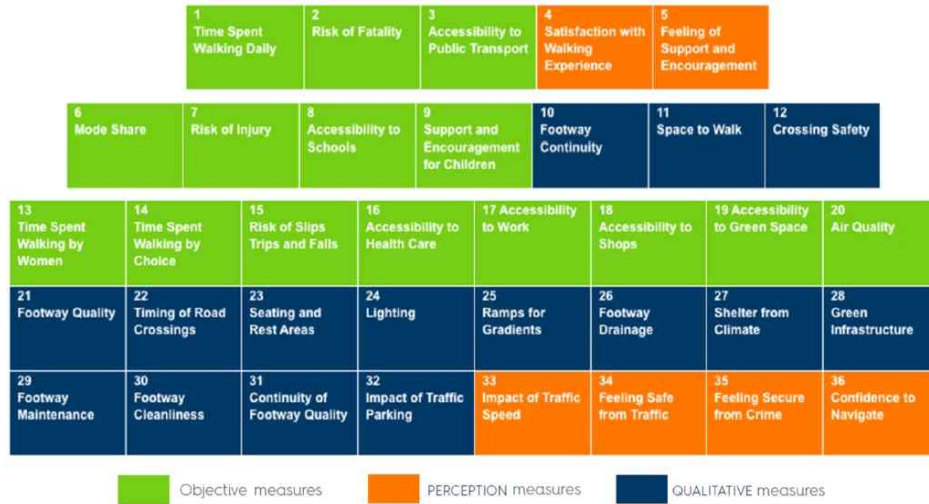 1
Time Spent
Walking Daily
2
Risk of Fatality
3
Accessibility to
Public Transport
4
Satisfaction with
Walking
Experience
5
Feeling of
Support and
Encouragement
6
Mode Share
7
Risk of Injury
8
Accessibility to
Schools
9
Support and
Encouragement
for Children
10
Footway
Continuity
11
Space to Walk
12
Crossing Safety
13
Time Spent
Walking by
Women
14
Time Spent
Walking by
Choice
15
Risk of Slips
Trips and Falls
16
Accessibility to
Health Care
17 Accessibility
to Work
18
Accessibility to
Shops
19 Accessibility
to Green Space
20
Air Quality
21
Footway Quality
22
Timing of Road
Crossings
23
Seating and
Rest Areas
24
Lighting
25
Ramps for
Gradients
26
Footway
Drainage
27
Shelter from
Climate
28
Green
Infrastructure
29
Footway
Maintenance
30
Footway
Cleanliness
31
Continuity of
Footway Quality
32
Impact of Traffic
Parking
33
Impact of Traffic
Speed
34
Feeling Safe
from Traffic
35
Feeling Secure
from Crime
36
Confidence to
Navigate
Objective measures
PERCEPTION measures
QUALITATIVE measures